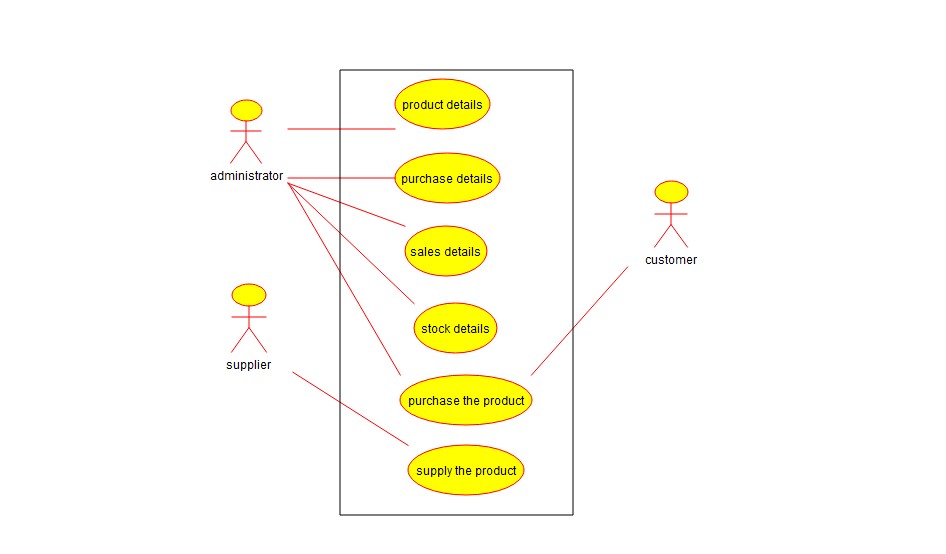 product details
administrator
purchase details
sales details
customer
stock details
supplier
purchase the product
supply the product